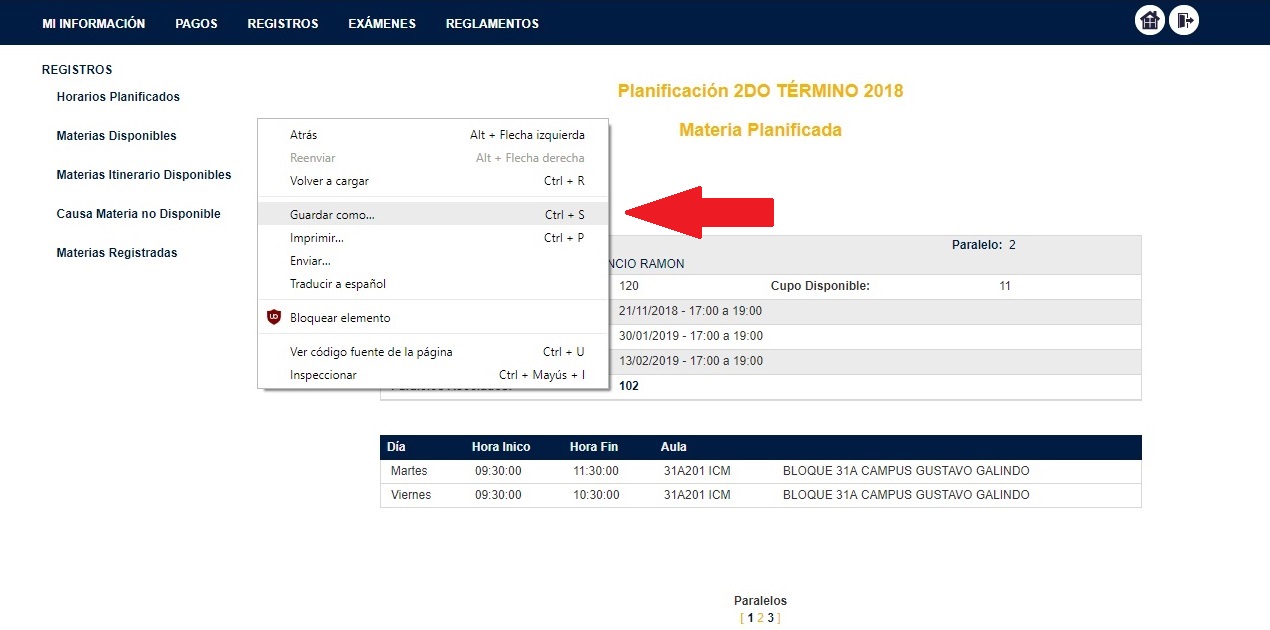 MI INFORMACIÓN PAGOS REGISTROS EXÁMENES REGLAMENTOS
REGISTROS
Horarios Planificados
Materias Disponibles
Materias Itinerario Disponibles
Causa Materia no Disponible
Materias Registradas
Planificación 2DO TÉRMINO 2018
Materia Planificada
Atrás Alt + Flecha izquierda
Reenviar Alt + Flecha derecha
Volver a cargar Ctrl + R
Guardar como... Ctrl + S
Imprimir... Ctrl + P
Enviar...
Traducir a español
UD Bloquear elemento
Ver código fuente de la página Ctrl + U
Inspeccionar Ctrl + Mayús + I
Paralelo: 2
NCIO RAMON
120 Cupo Disponible: 11
21/11/2018 - 17:00 a 19:00
30/01/2019 - 17:00 a 19:00
13/02/2019 - 17:00 a 19:00
102
Día Hora Inico Hora Fin Aula
Martes 09:30:00 11:30:00 31A201 ICM BLOQUE 31A CAMPUS GUSTAVO GALINDO
Viernes 09:30:00 10:30:00 31A201 ICM BLOQUE 31A CAMPUS GUSTAVO GALINDO
Paralelos
[ 1 2 3 ]